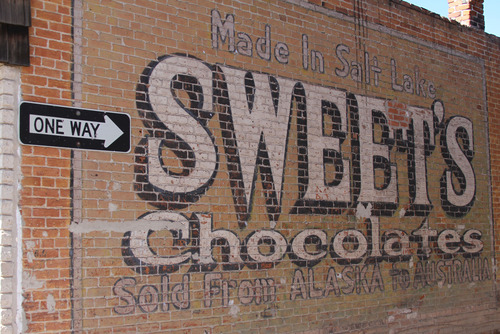 Made In Salt Lake
ONE WAY
SWEET'S
Chocolates
Sold From ALASKA To AUSTRALIA